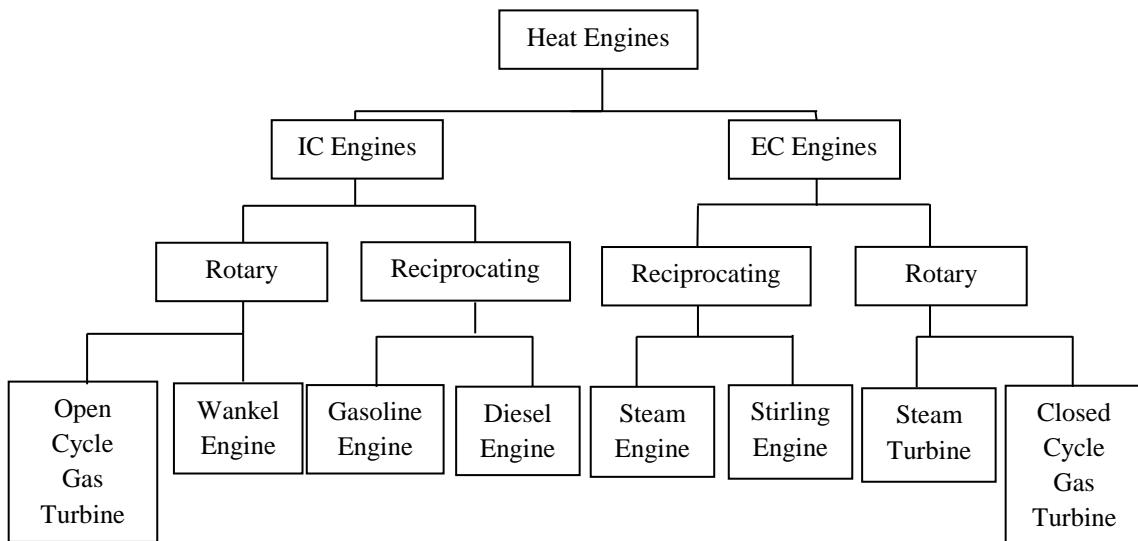 Heat Engines
IC Engines
EC Engines
Rotary
Reciprocating
Reciprocating
Rotary
Open
Cycle
Gas
Turbine
Wankel
Engine
Gasoline
Engine
Diesel
Engine
Steam
Engine
Stirling
Engine
Steam
Turbine
Closed
Cycle
Gas
Turbine